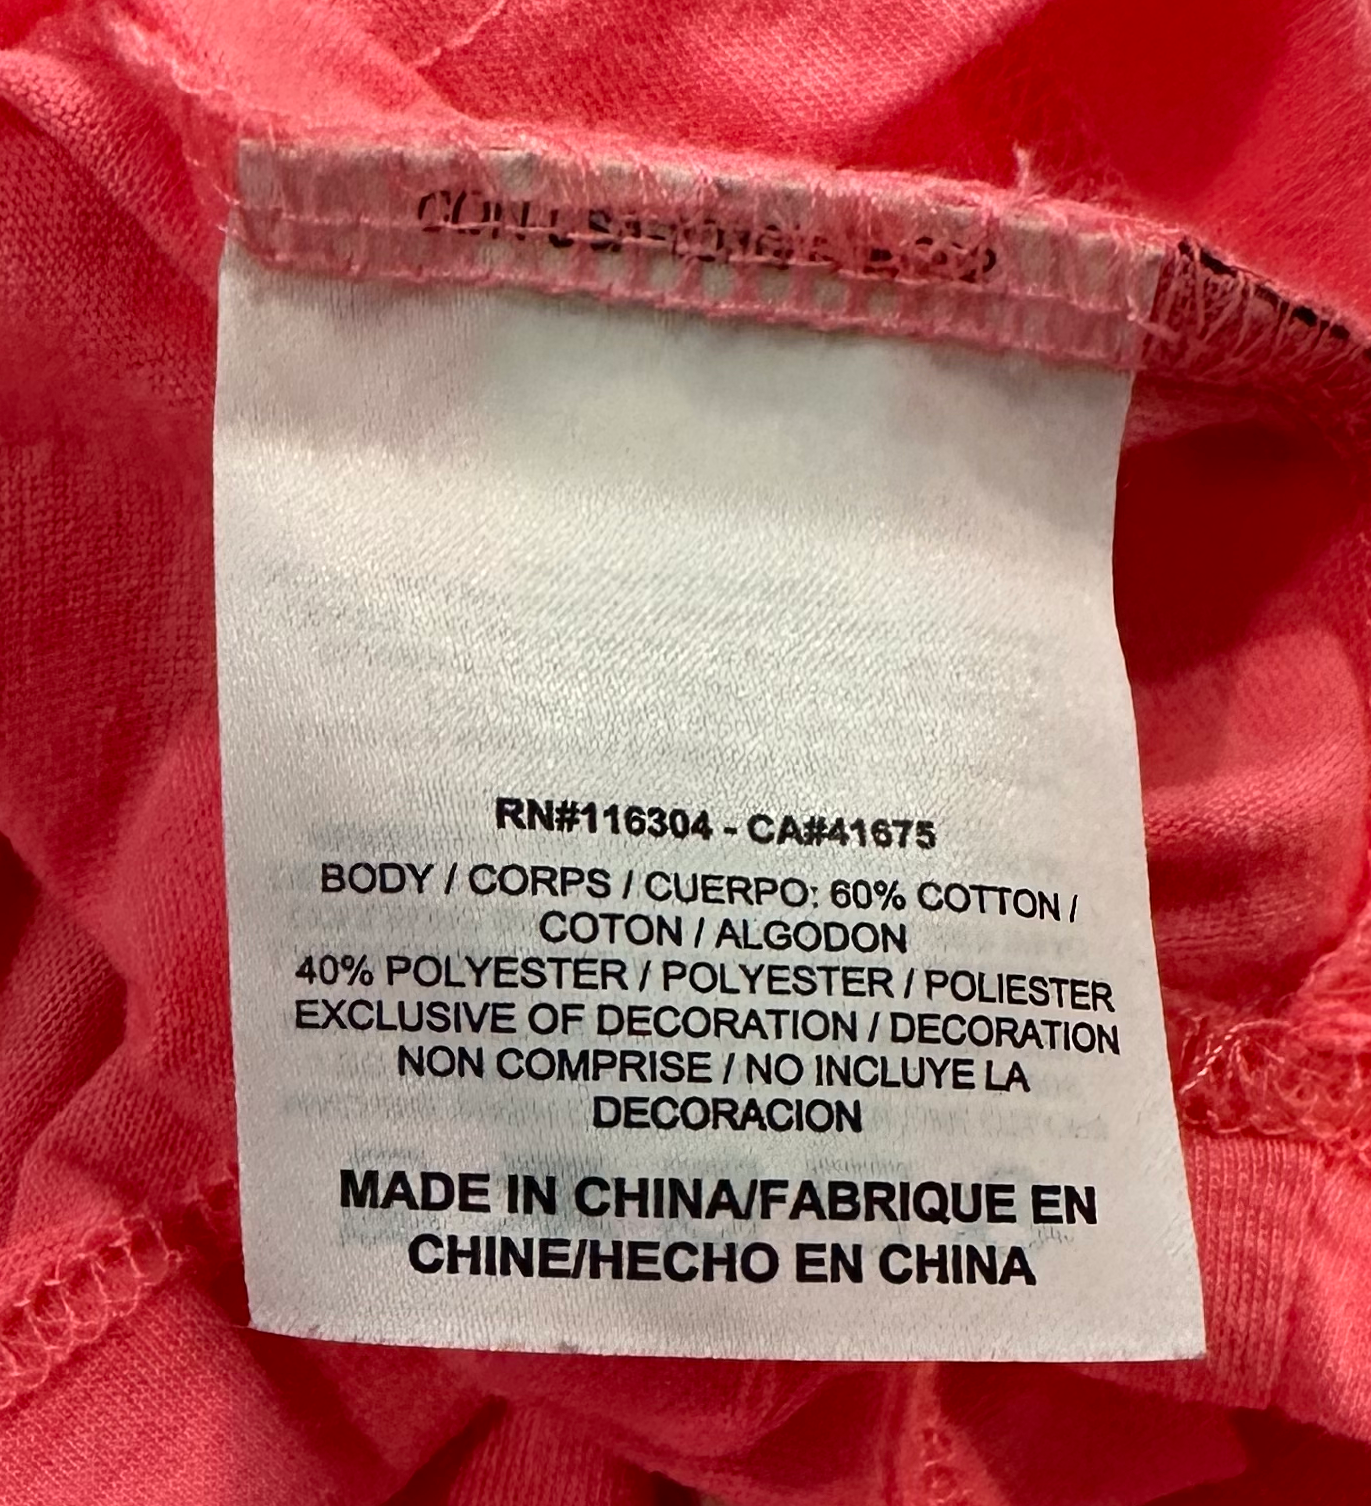 RN#116304 - CA#41675
BODY / CORPS / CUERPO: 60% COTTON /
COTON / ALGODON
40% POLYESTER / POLYESTER / POLIESTER
EXCLUSIVE OF DECORATION / DECORATION
NON COMPRISE / NO INCLUYE LA
DECORACION
MADE IN CHINA/FABRIQUE EN
CHINE/HECHO EN CHINA